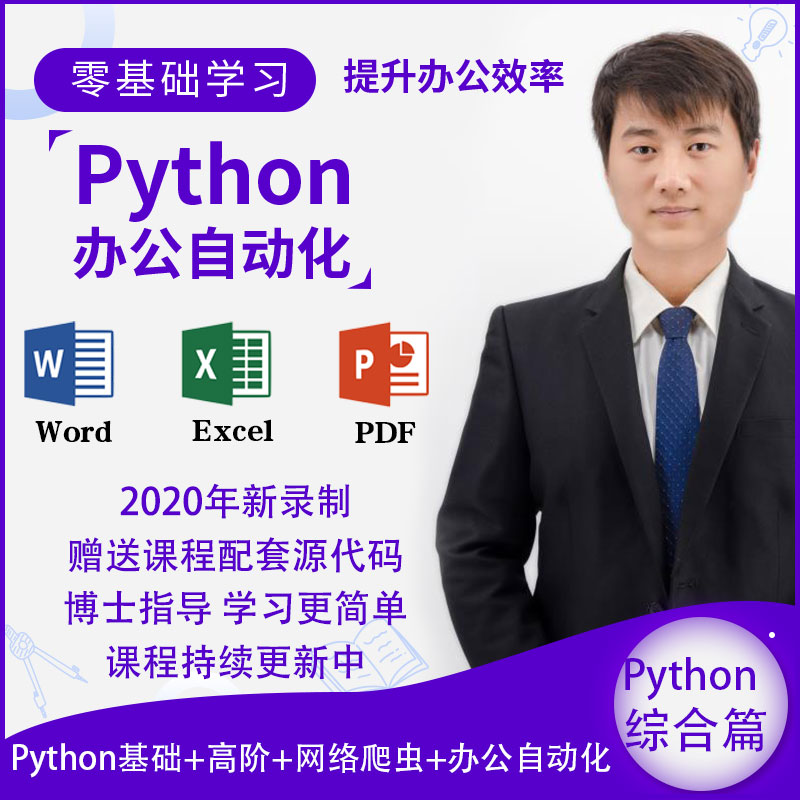 零基础学习
提升办公效率
Python
办公自动化
W
X
P
Word
Excel
PDF
2020年新录制
赠送课程配套源代码
博士指导 学习更简单
课程持续更新中
Python
综合篇
Python基础+高阶+网络爬虫+办公自动化